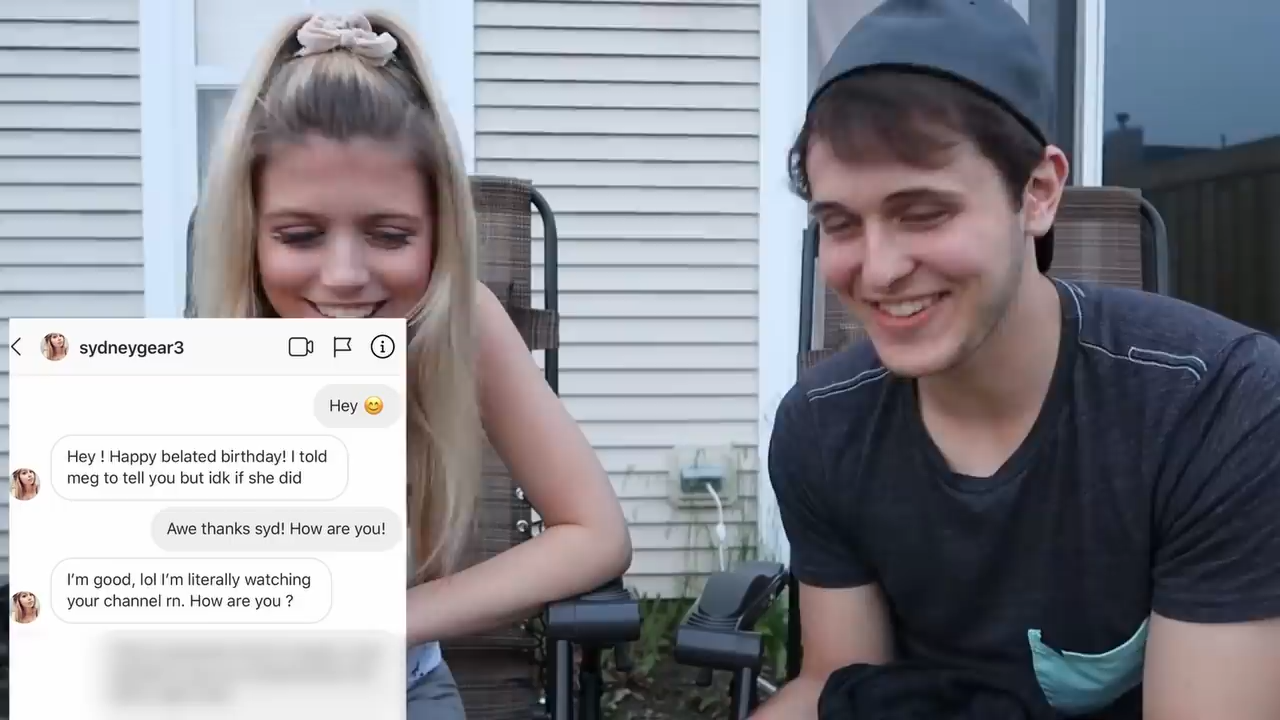 sydneygear3
Hey 😊
Hey ! Happy belated birthday! I told
meg to tell you but idk if she did
Awe thanks syd! How are you!
I'm good, lol I'm literally watching
your channel rn. How are you ?